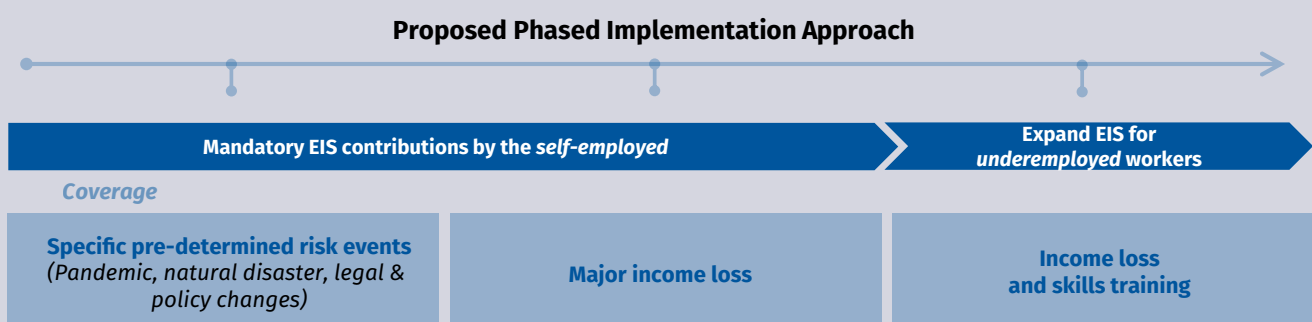 Proposed Phased Implementation Approach
Mandatory EIS contributions by the self-employed
Expand EIS for
underemployed workers
Coverage
Specific pre-determined risk events
(Pandemic, natural disaster, legal &
policy changes)
Major income loss
Income loss
and skills training